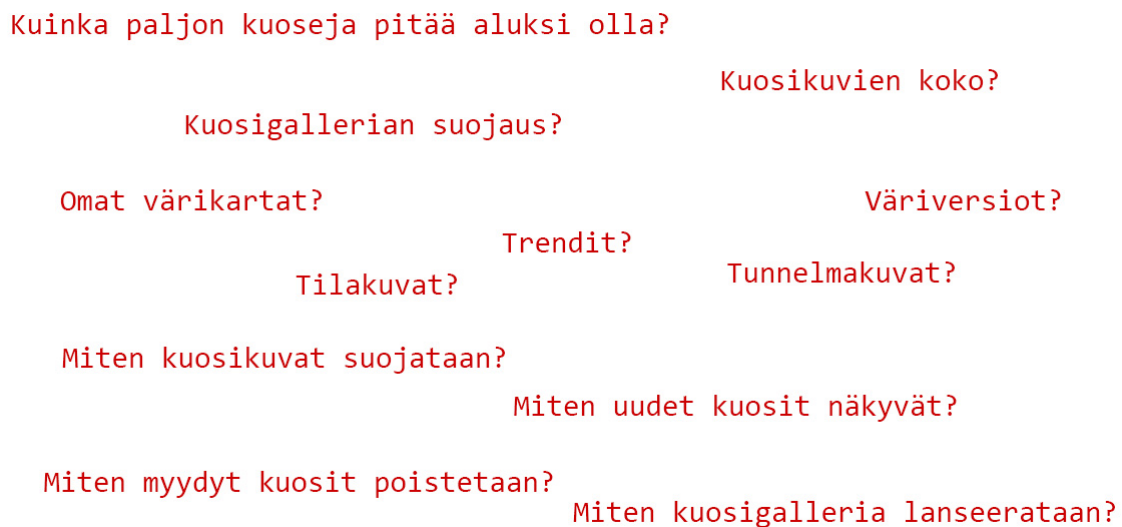 Kuinka paljon kuoseja pitää aluksi olla?
Kuosikuvien koko?
Kuosigallerian suojaus?
Omat värikartat?
Väriversiot?
Trendit?
Tunnelmakuvat?
Tilakuvat?
Miten kuosikuvat suojataan?
Miten uudet kuosit näkyvät?
Miten myydyt kuosit poistetaan?
Miten kuosigalleria lanseerataan?